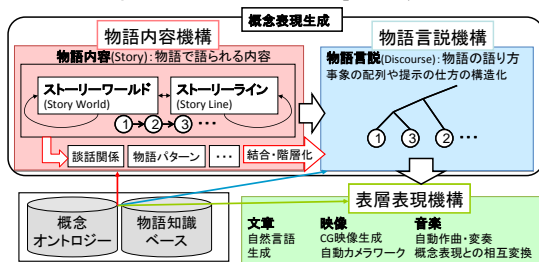 概念表現生成
物語内容機構
物語内容(Story)：物語で語られる内容
ストーリーワールド
(Story World)
ストーリーライン
(Story Line)
1 2 3 ・・・
談話関係
物語パターン
・・・
結合・階層化
物語言説機構
物語言説(Discourse)：物語の語り方
事象の配列や提示の仕方の構造化
1 2 3 ・・・
概念
オントロジー
物語知識
ベース
表層表現機構
文章
自然言語
生成
映像
CG映像生成
自動カメラワーク
音楽
自動作曲・変奏
概念表現との相互変換